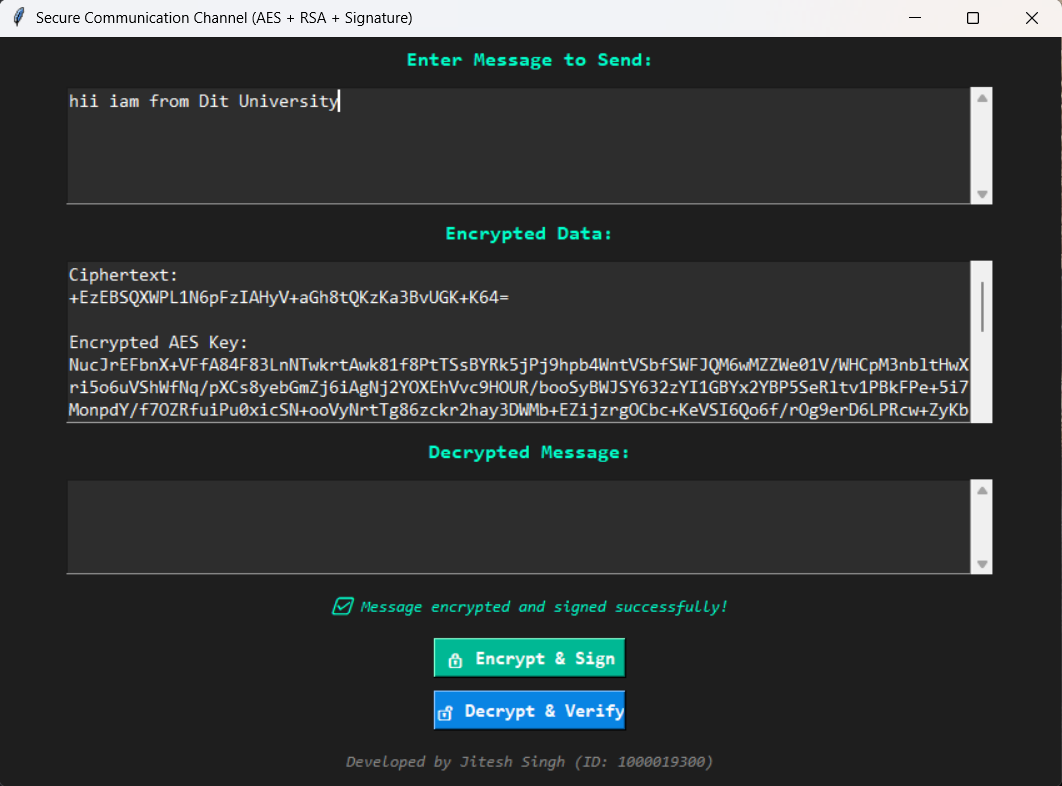 Secure Communication Channel (AES + RSA + Signature)
Enter Message to Send:
hii iam from Dit University
Encrypted Data:
Ciphertext:
+EzEBSQXWPL1N6pFzIAHyV+aGh8tQKzKa3BvUGK+K64=
Encrypted AES Key:
NucJrEFbnX+VFfA84F83LnNTwkrtAwk81f8PtTSsBYRk5jPj9hpb4WntVSbfSWFJQM6wMZZWe01V/WHCpM3nbltHwX
ri5o6uVShWfNq/pXCs8yebGmZj6iAgNj2YOXEhVvc9HOUR/booSyBWJSY632zYI1GBYx2YBP5SeRltv1PBkFPe+5i7
MonpdY/f7OZRfuiPu0xicSN+ooVyNrtTg86zckr2hay3DWMb+EZijzrgOCbc+KeVSI6Qo6f/rOg9erD6LPRcw+ZyKb
Decrypted Message:
Message encrypted and signed successfully!
Encrypt & Sign
Decrypt & Verify
Developed by Jitesh Singh (ID: 1000019300)